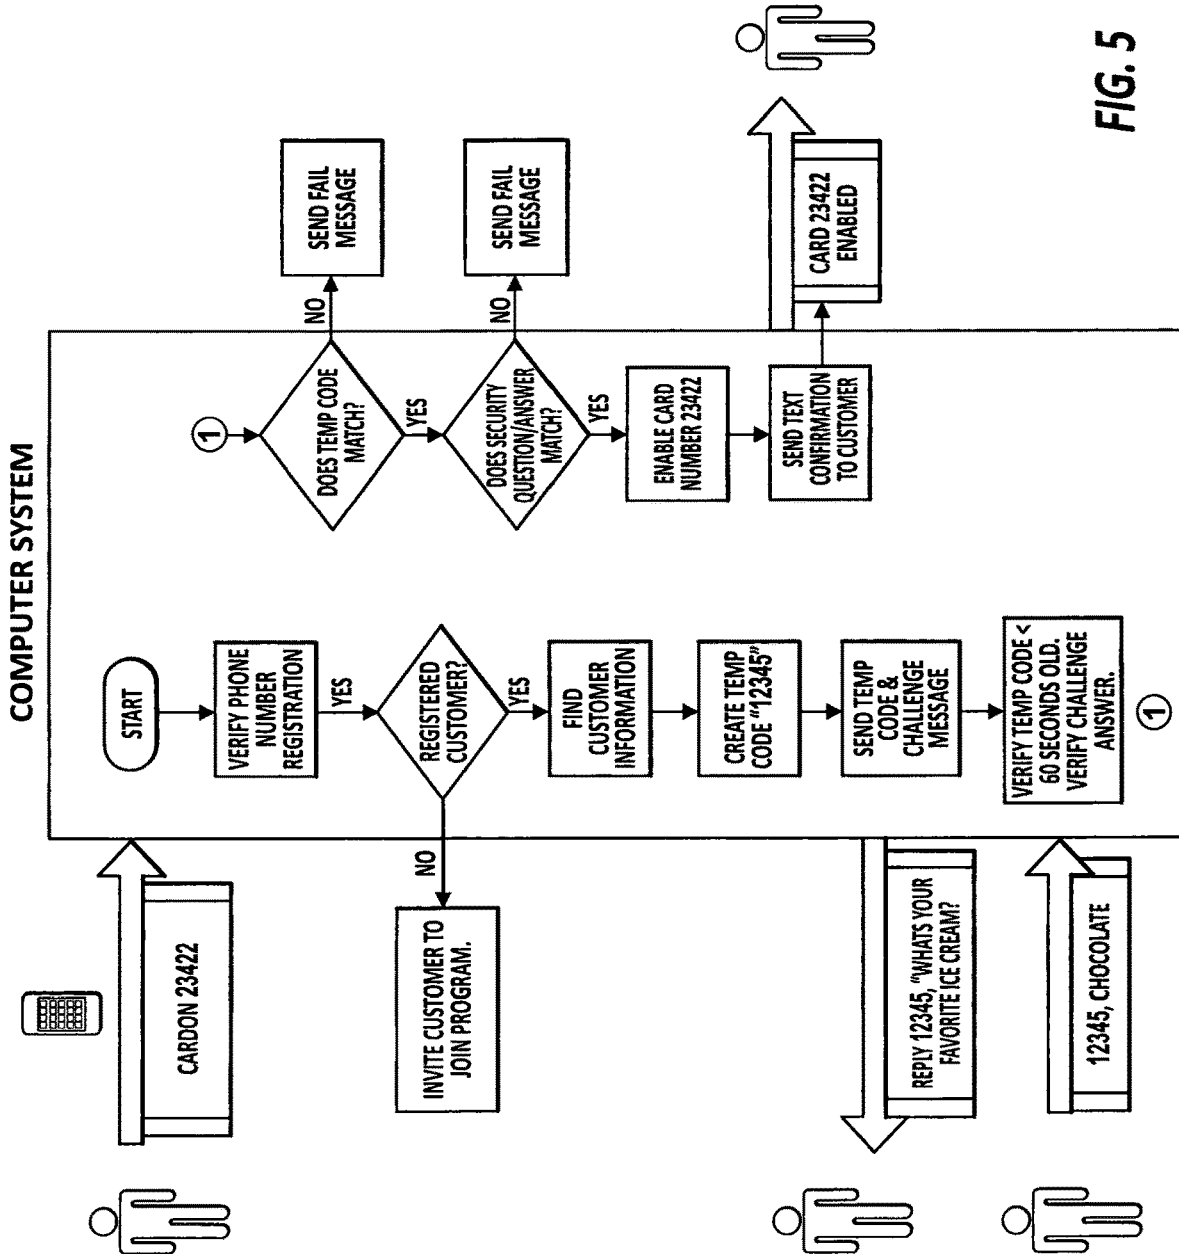 COMPUTER SYSTEM
CARDON 23422
START
VERIFY PHONE
NUMBER
REGISTRATION
YES
REGISTERED
CUSTOMER?
NO
INVITE CUSTOMER TO
JOIN PROGRAM.
YES
FIND
CUSTOMER
INFORMATION
CREATE TEMP
CODE "12345"
SEND TEMP
CODE &
CHALLENGE
MESSAGE
REPLY 12345, "WHATS YOUR
FAVORITE ICE CREAM?
12345, CHOCOLATE
VERIFY TEMP CODE <
60 SECONDS OLD.
VERIFY CHALLENGE
ANSWER.
1
1
DOES TEMP CODE
MATCH?
NO
SEND FAIL
MESSAGE
YES
DOES SECURITY
QUESTION/ANSWER
MATCH?
NO
SEND FAIL
MESSAGE
YES
ENABLE CARD
NUMBER 23422
SEND TEXT
CONFIRMATION
TO CUSTOMER
CARD 23422
ENABLED
FIG. 5